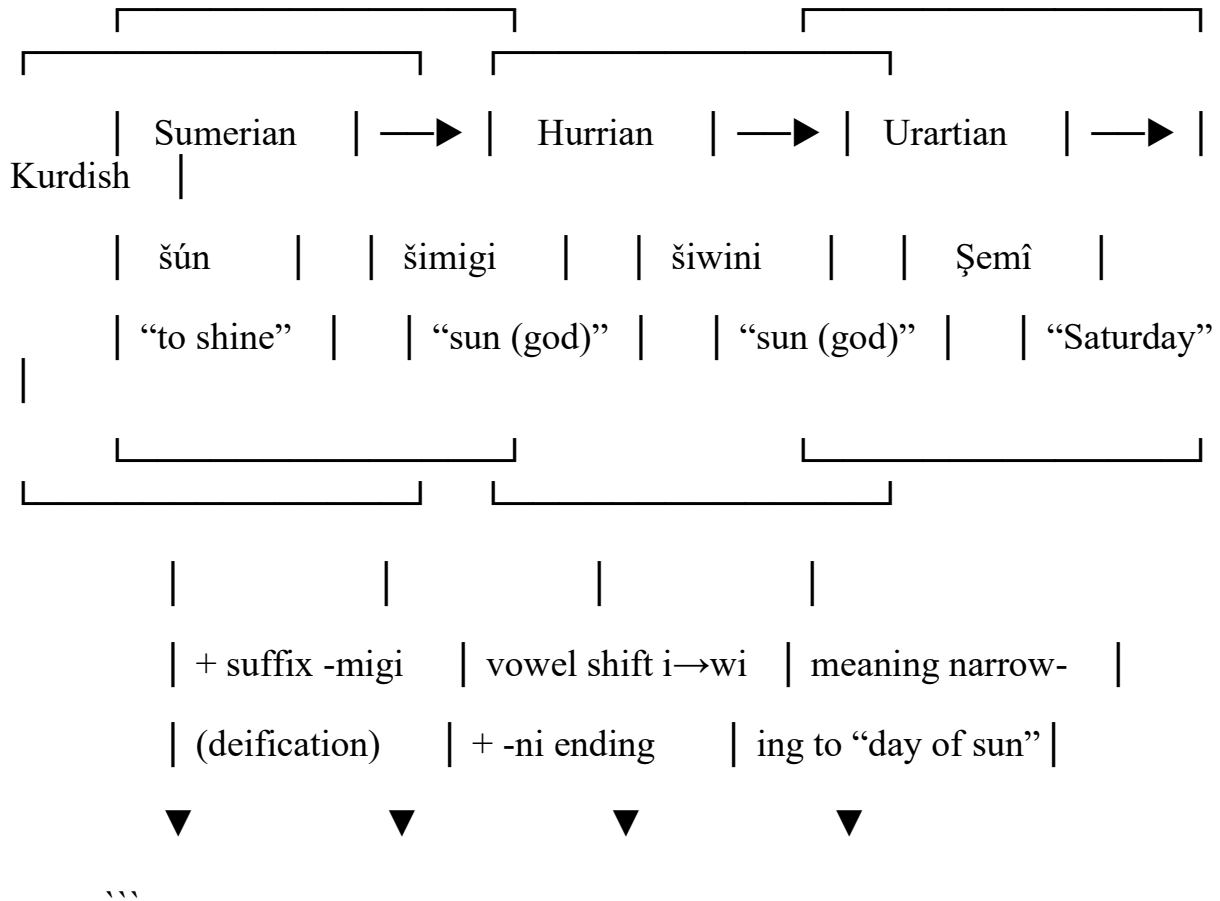 | Sumerian | ──► | Hurrian | ──► | Urartian | ──► |
Kurdish |
| šún | | šimigi | | šiwini | | Şemî |
| “to shine” | | “sun (god)” | | “sun (god)” | | “Saturday”
|
| | | |
| + suffix -migi | vowel shift i→wi | meaning narrow- |
| (deification) | + -ni ending | ing to “day of sun” |
▼ ▼ ▼ ▼
```